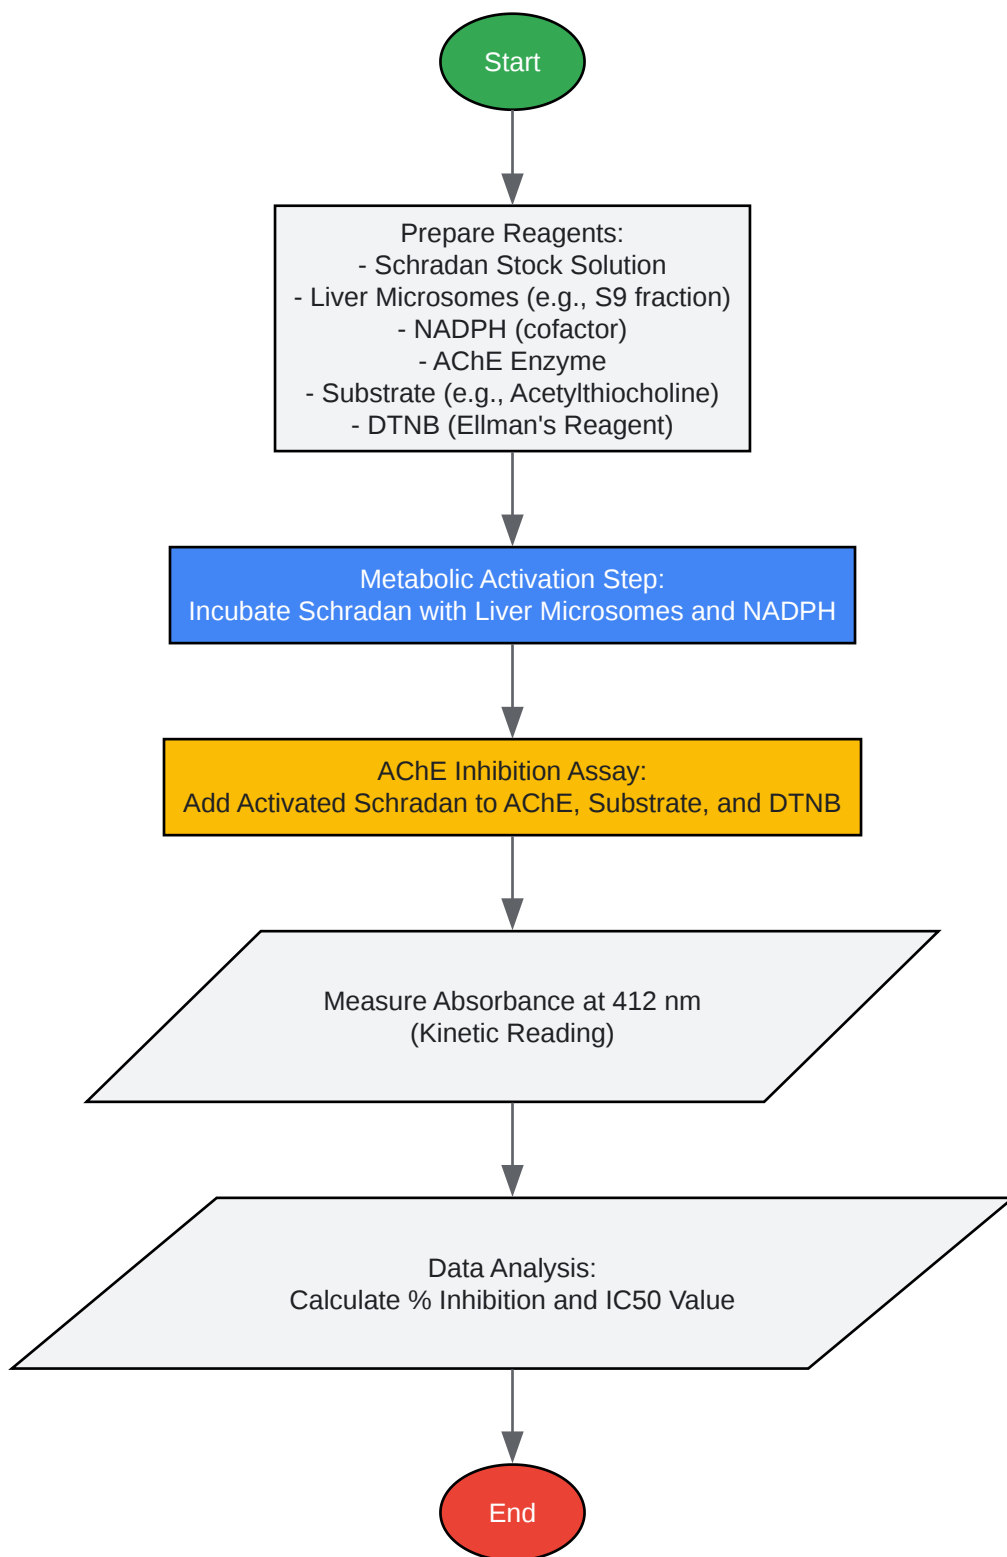 Start
Prepare Reagents:
- Schradan Stock Solution
- Liver Microsomes (e.g., S9 fraction)
- NADPH (cofactor)
- AChE Enzyme
- Substrate (e.g., Acetylthiocholine)
- DTNB (Ellman's Reagent)
Metabolic Activation Step:
Incubate Schradan with Liver Microsomes and NADPH
AChE Inhibition Assay:
Add Activated Schradan to AChE, Substrate, and DTNB
Measure Absorbance at 412 nm
(Kinetic Reading)
Data Analysis:
Calculate % Inhibition and IC50 Value
End